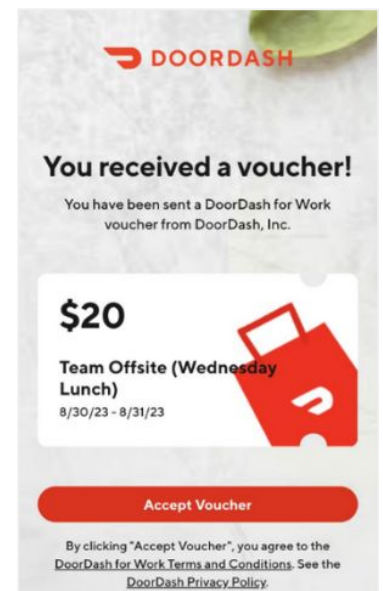 DOORDASH
You received a voucher!
You have been sent a DoorDash for Work
voucher from DoorDash, Inc.
$20
Team Offsite (Wednesday
Lunch)
8/30/23 - 8/31/23
Accept Voucher
By clicking "Accept Voucher", you agree to the
DoorDash for Work Terms and Conditions. See the
DoorDash Privacy Policy.